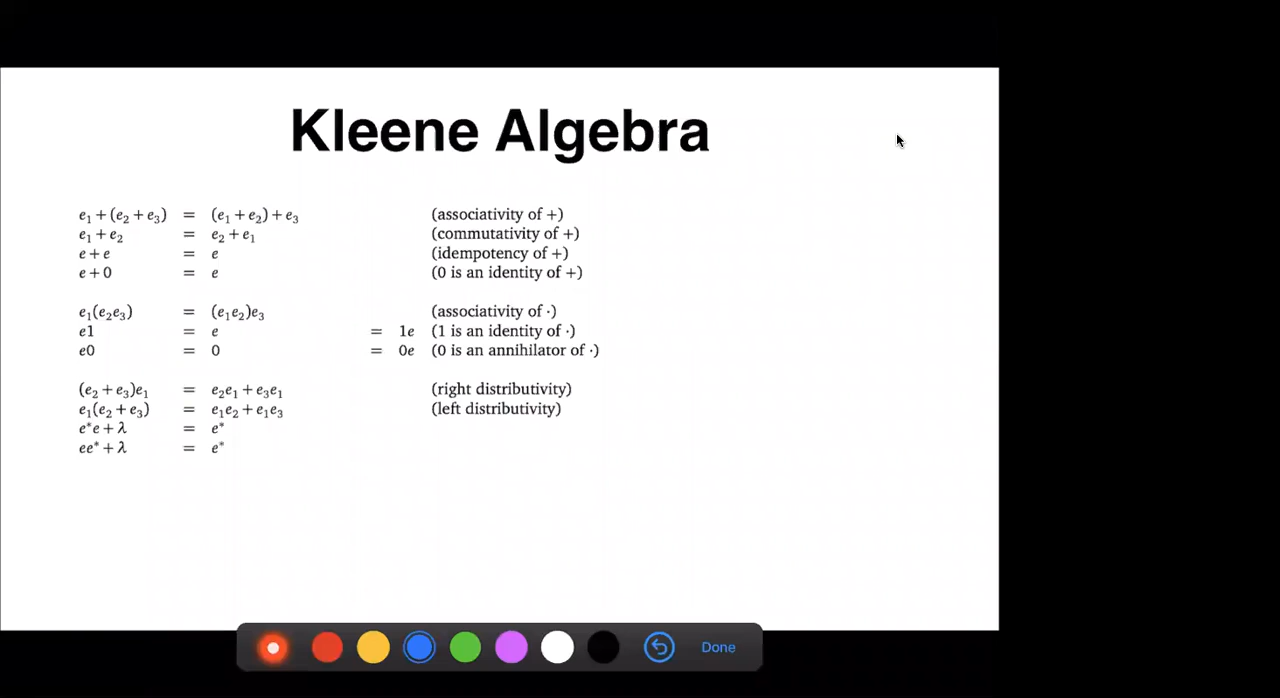 Kleene Algebra
e₁ + (e₂ + e₃) = (e₁ + e₂) + e₃ (associativity of +)
e₁ + e₂ = e₂ + e₁ (commutativity of +)
e + e = e (idempotency of +)
e + 0 = e (0 is an identity of +)
e₁(e₂e₃) = (e₁e₂)e₃ (associativity of ·)
e1 = e = 1e (1 is an identity of ·)
e0 = 0 = 0e (0 is an annihilator of ·)
(e₂ + e₃)e₁ = e₂e₁ + e₃e₁ (right distributivity)
e₁(e₂ + e₃) = e₁e₂ + e₁e₃ (left distributivity)
e*e + λ = e*
ee* + λ = e*
Done